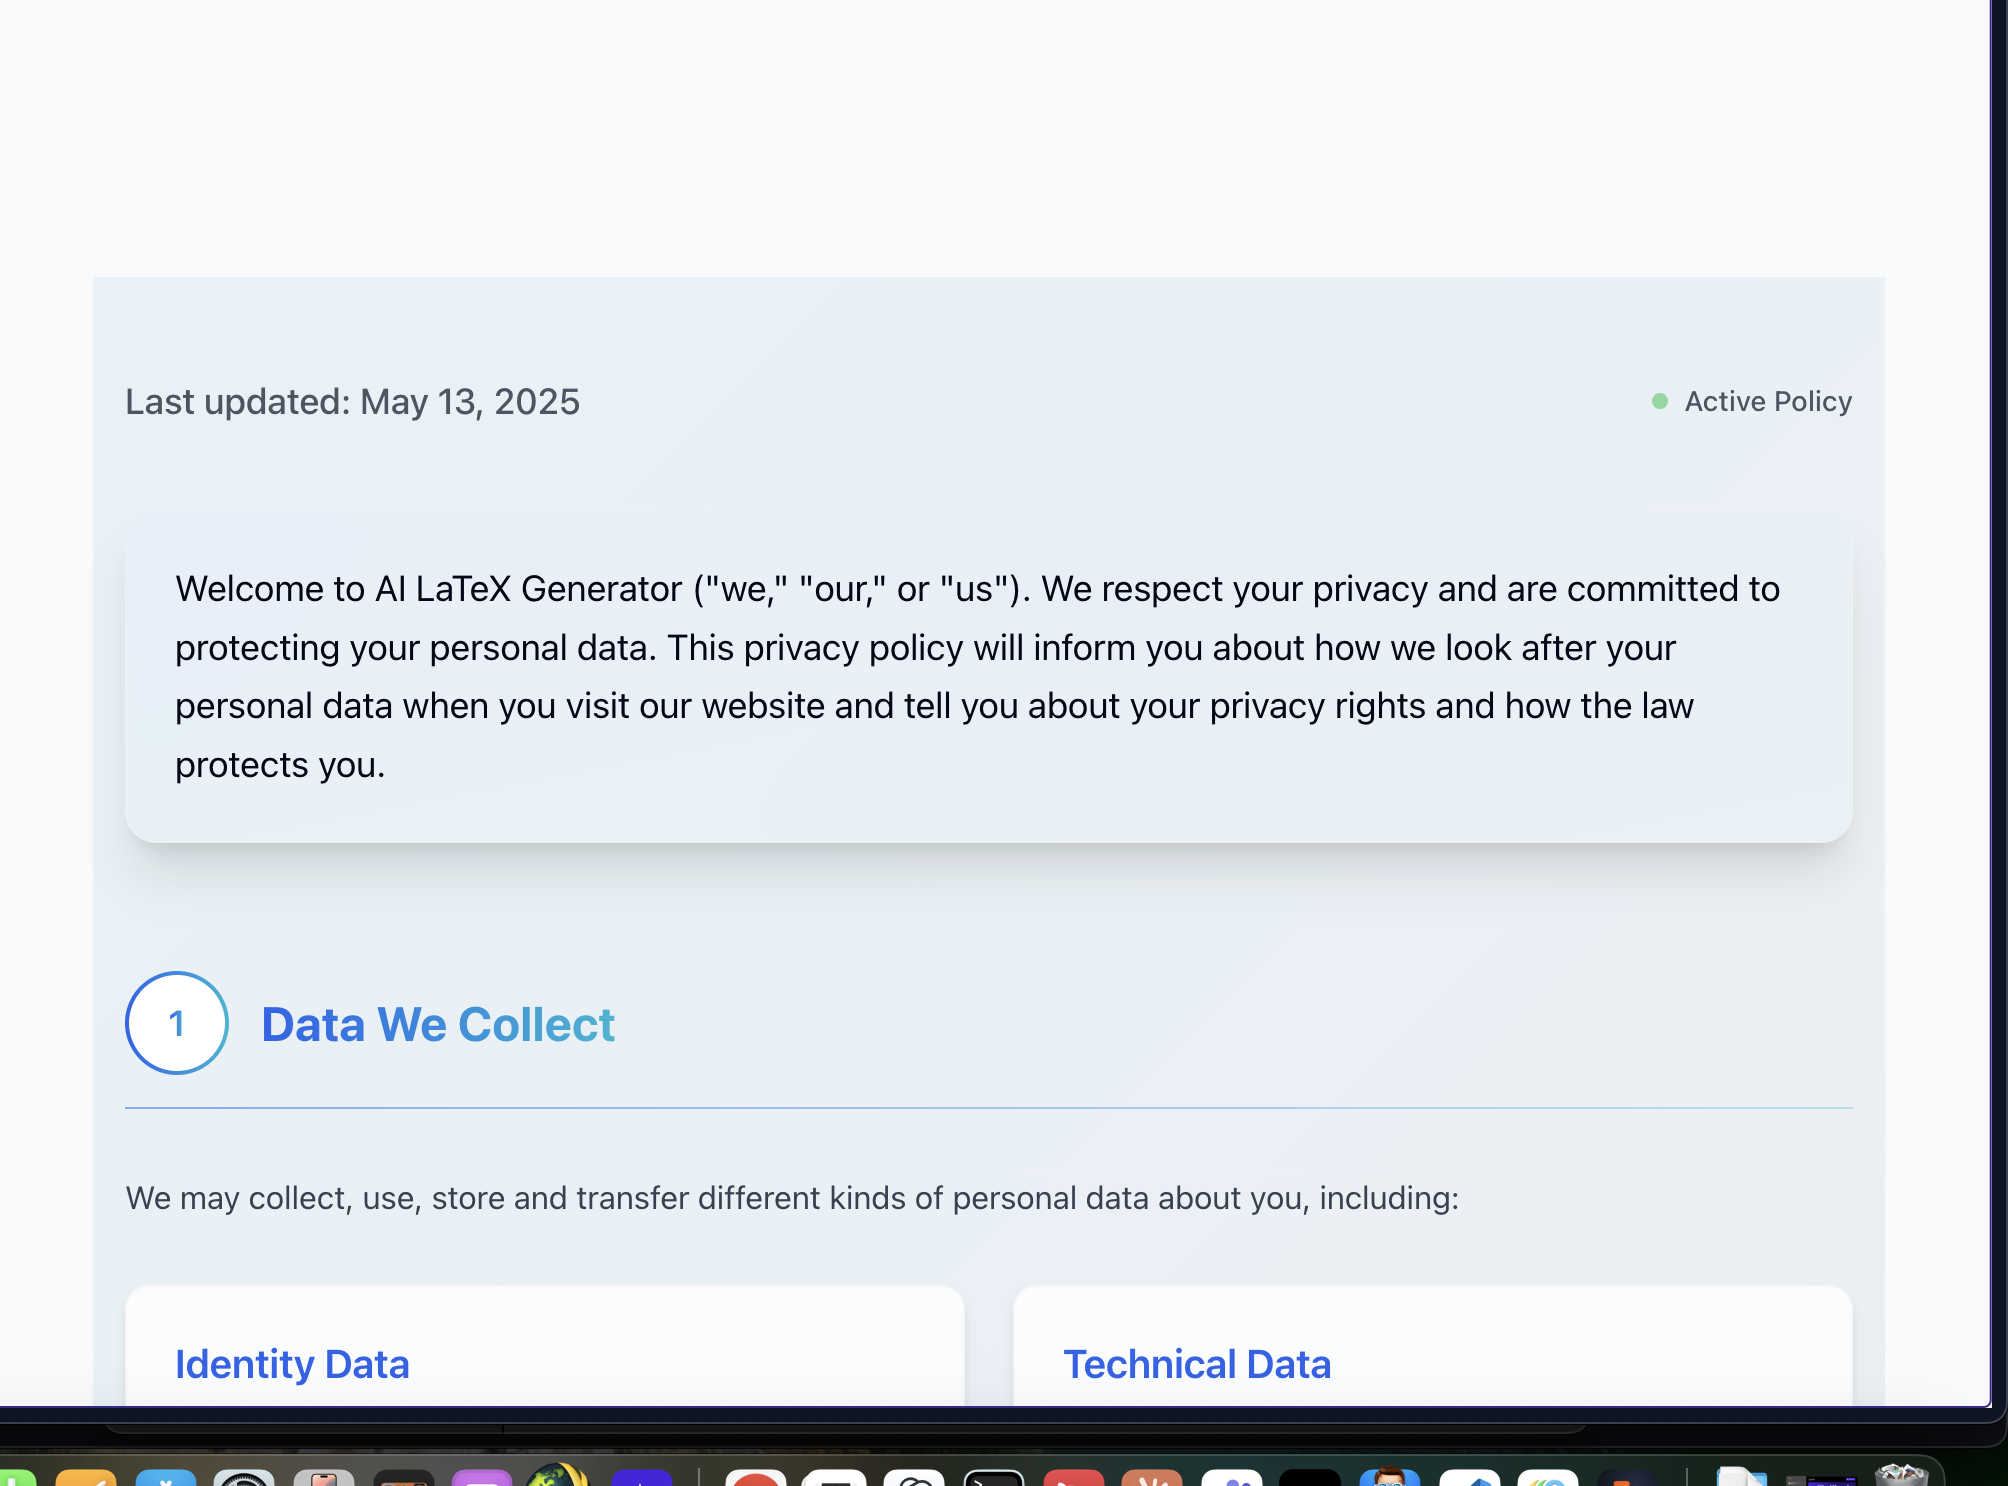 Last updated: May 13, 2025
Active Policy
Welcome to AI LaTeX Generator ("we," "our," or "us"). We respect your privacy and are committed to
protecting your personal data. This privacy policy will inform you about how we look after your
personal data when you visit our website and tell you about your privacy rights and how the law
protects you.
1
Data We Collect
We may collect, use, store and transfer different kinds of personal data about you, including:
Identity Data
Technical Data